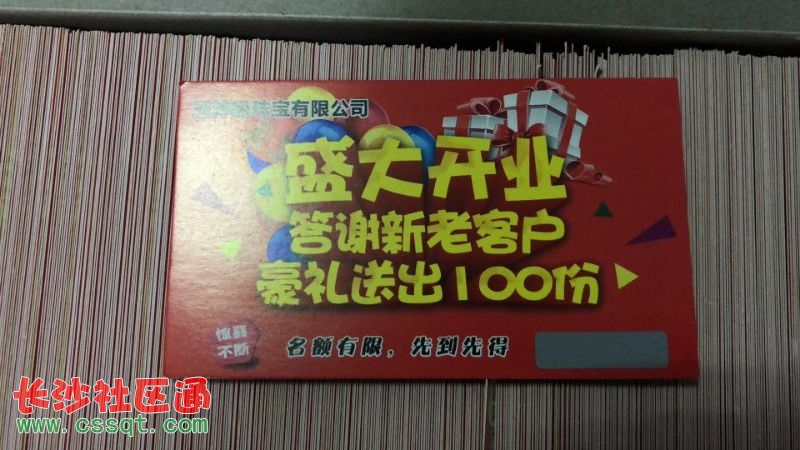 珠宝有限公司
盛大开业
答谢新老客户
豪礼送出100份
惊喜
不断
名额有限，先到先得
长沙社区通
www.cssqt.com